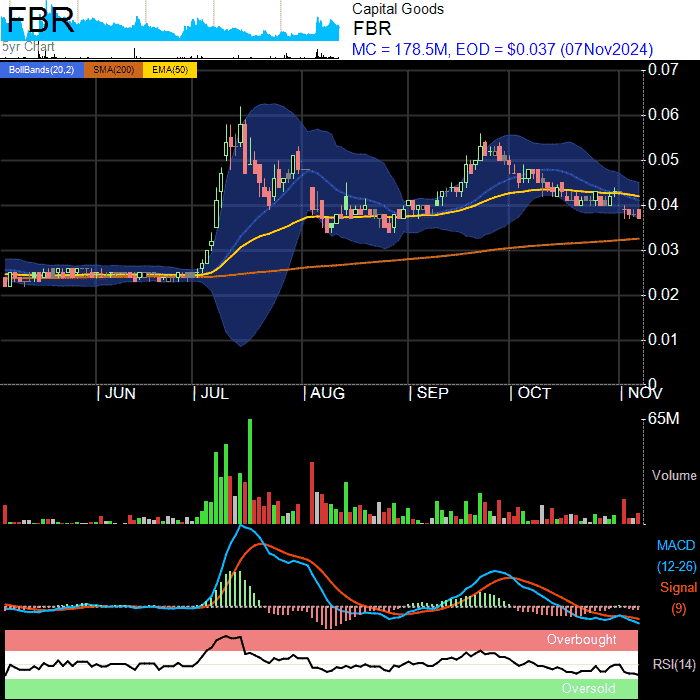 FBR
5yr Chart
Capital Goods
FBR
MC = 178.5M, EOD = $0.037 (07Nov2024)
BollBands(20,2) SMA(200) EMA(50)
0.07
0.06
0.05
0.04
0.03
0.02
0.01
0
JUN JUL AUG SEP OCT NOV
65M
Volume
MACD
(12-26)
Signal
(9)
Overbought
RSI(14)
Oversold